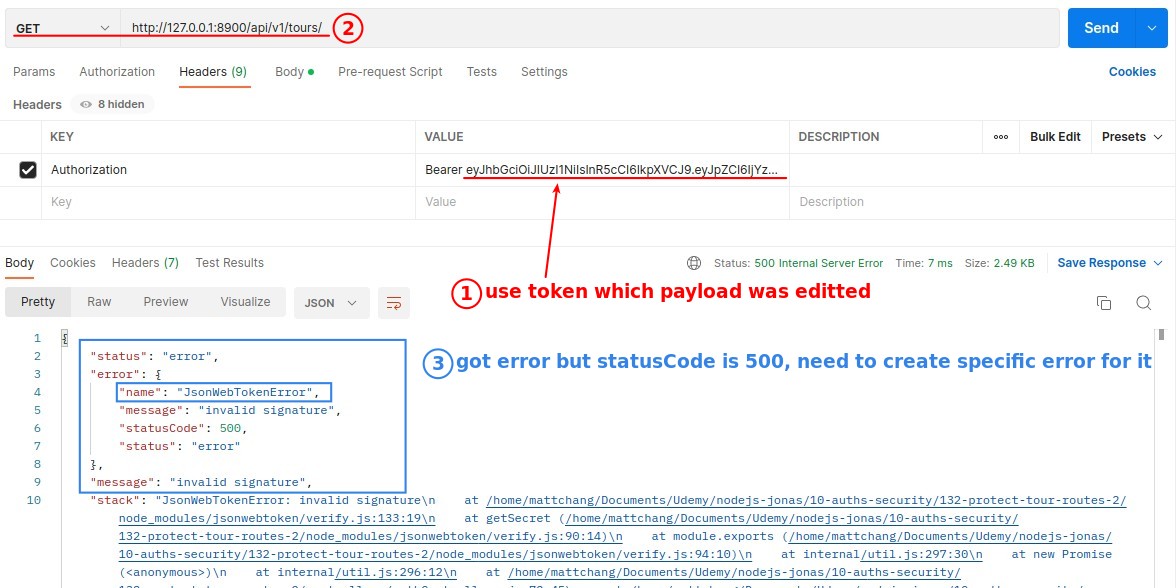 GET http://127.0.0.1:8900/api/v1/tours/ 2 Send
Params Authorization Headers (9) Body Pre-request Script Tests Settings Cookies
Headers 8 hidden
KEY VALUE DESCRIPTION ooo Bulk Edit Presets
Authorization Bearer eyJhbGciOiJIUzI1NiIsInR5cCI6IkpXVCJ9.eyJpZCI6IjYz...
Key Value Description
Body Cookies Headers (7) Test Results Status: 500 Internal Server Error Time: 7 ms Size: 2.49 KB Save Response
1 use token which payload was editted
Pretty Raw Preview Visualize JSON
1 {
2 "status": "error",
3 "error": {
3 got error but statusCode is 500, need to create specific error for it
4 "name": "JsonWebTokenError",
5 "message": "invalid signature",
6 "statusCode": 500,
7 "status": "error"
8 },
9 "message": "invalid signature",
10 "stack": "JsonWebTokenError: invalid signature\n at /home/mattchang/Documents/Udemy/nodejs-jonas/10-auths-security/132-protect-tour-routes-2/
node_modules/jsonwebtoken/verify.js:133:19\n at getSecret (/home/mattchang/Documents/Udemy/nodejs-jonas/10-auths-security/
132-protect-tour-routes-2/node_modules/jsonwebtoken/verify.js:90:14)\n at module.exports (/home/mattchang/Documents/Udemy/nodejs-jonas/
10-auths-security/132-protect-tour-routes-2/node_modules/jsonwebtoken/verify.js:94:10)\n at internal/util.js:297:30\n at new Promise
(<anonymous>)\n at internal/util.js:296:12\n at /home/mattchang/Documents/Udemy/nodejs-jonas/10-auths-security/